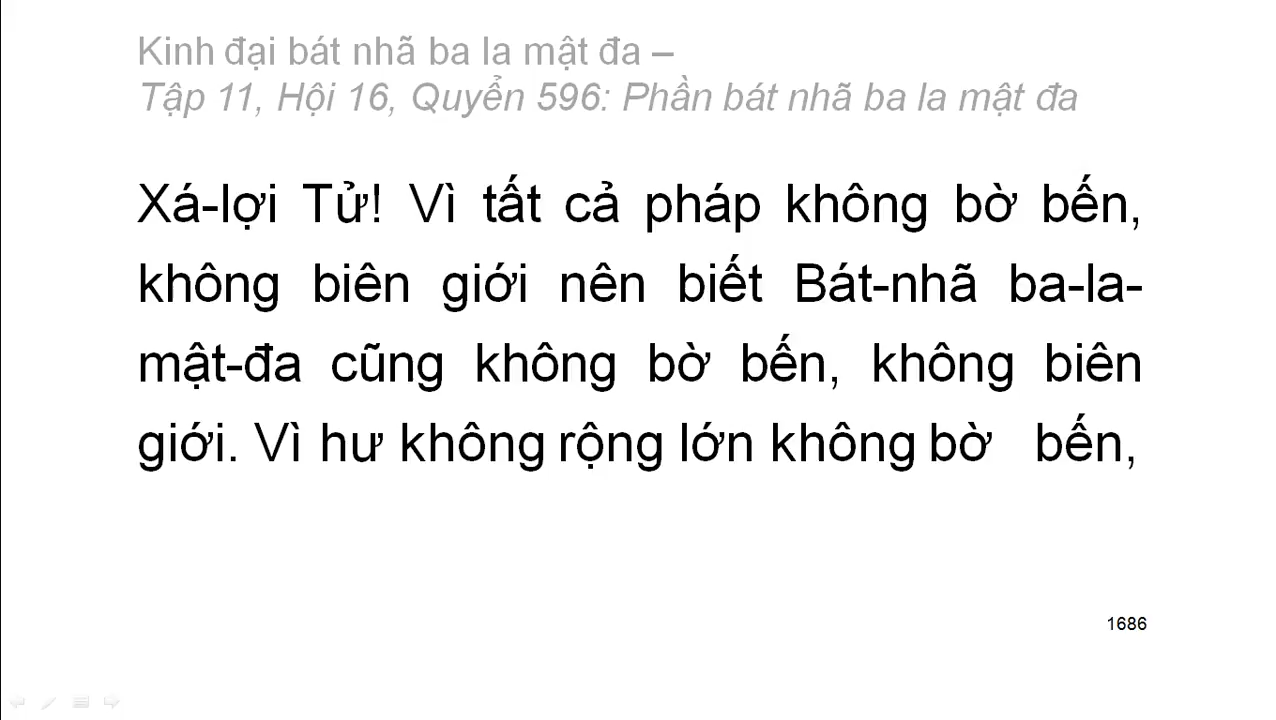 Kinh đại bát nhã ba la mật đa –
Tập 11, Hội 16, Quyển 596: Phần bát nhã ba la mật đa
Xá-lợi Tử! Vì tất cả pháp không bờ bến,
không biên giới nên biết Bát-nhã ba-la-
mật-đa cũng không bờ bến, không biên
giới. Vì hư không rộng lớn không bờ bến,
1686